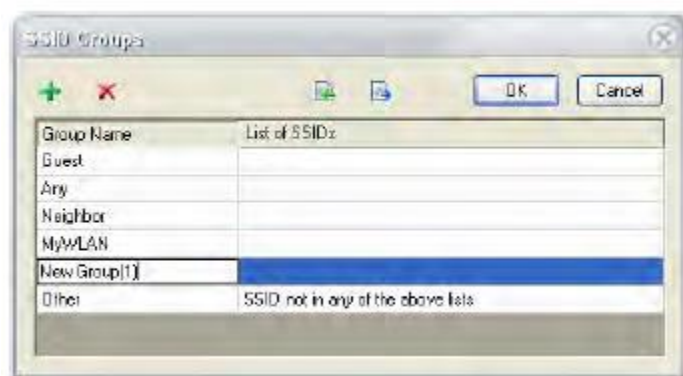 SSID Groups
OK Cancel
Group Name List of SSIDs
Guest
Any
Neighbor
MyWLAN
New Group(1)
Other SSID not in any of the above lists